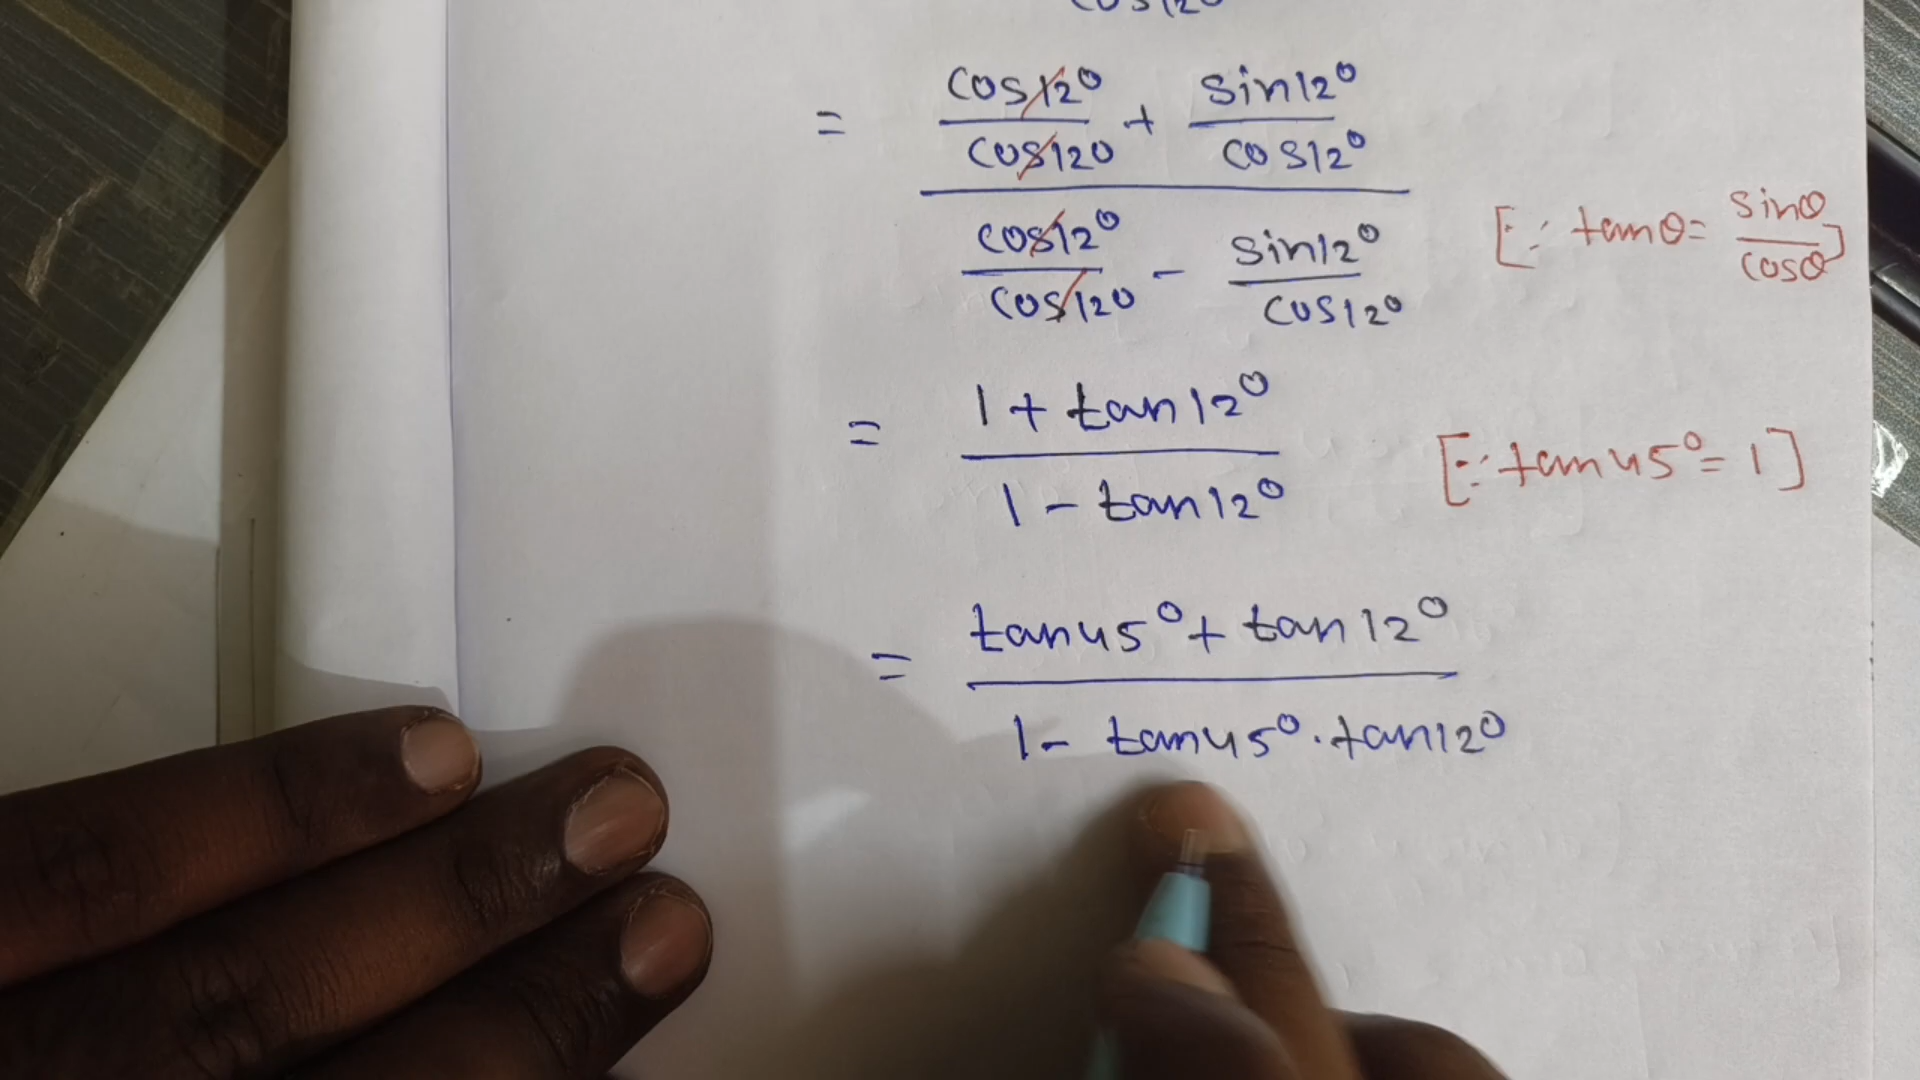 cos12
= cos12° / cos12° + sin12° / cos12°
cos12° / cos12° - sin12° / cos12° [∵ tanθ = sinθ / cosθ]
= 1 + tan12° / 1 - tan12° [∵ tan45° = 1]
= tan45° + tan12° / 1 - tan45° · tan12°